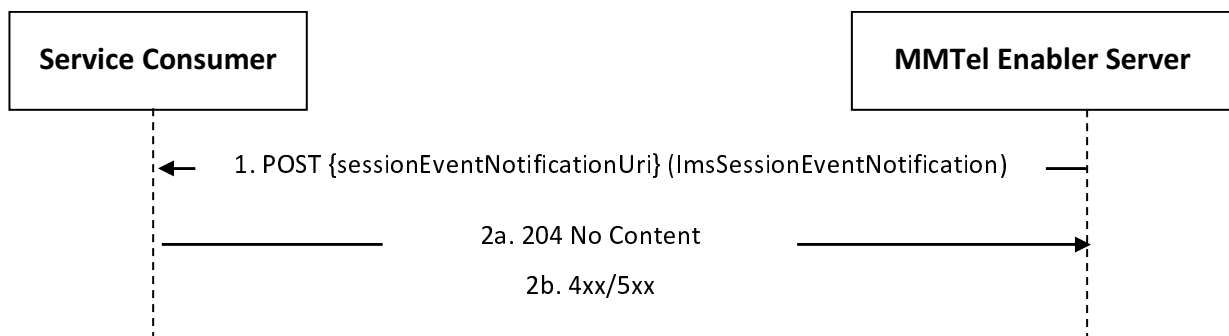 Service Consumer
MMTel Enabler Server
1. POST {sessionEventNotificationUri} (ImsSessionEventNotification)
2a. 204 No Content
2b. 4xx/5xx